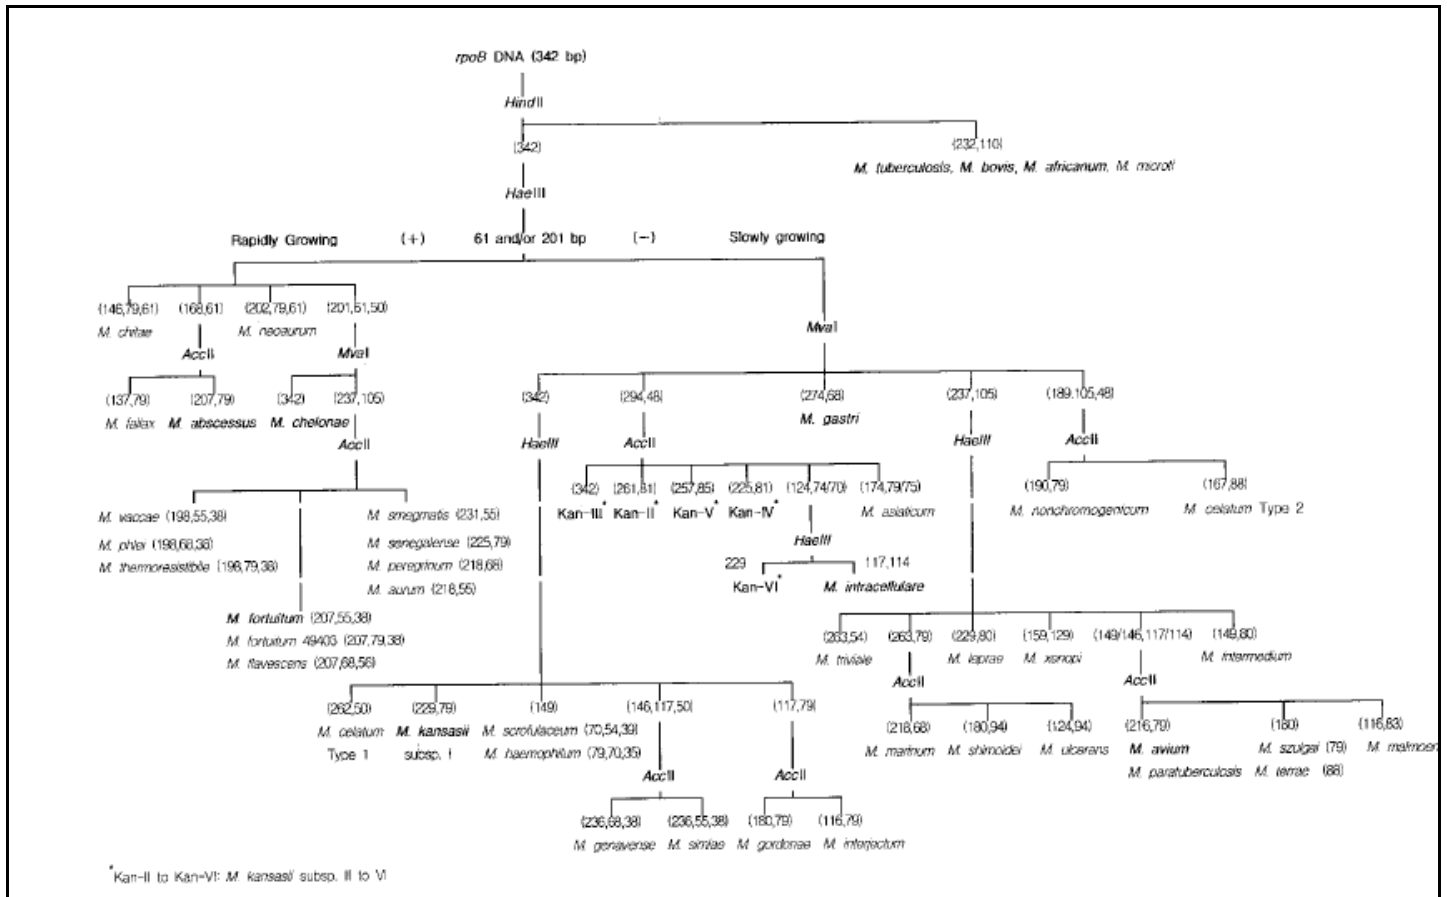 rpoB DNA (342 bp)
HindII
(342)
(232,110)
M. tuberculosis, M. bovis, M. africanum, M. microti
HaeIII
Rapidly Growing (+) 61 and/or 201 bp (-) Slowly growing
(146,79,61) (168,61) (202,79,61) (201,61,50)
M. chitae M. neoaurum
MvaI
AccII MvaI
(137,79) (207,79) (342) (237,105) (342) (294,48) (274,68) (237,105) (189,105,48)
M. fallax M. abscessus M. chelonae M. gastri
AccII HaeIII AccII HaeIII AccII
(342) (261,81) (257,85) (225,81) (124,74/70) (174,79/75) (190,79) (167,88)
Kan-III* Kan-II* Kan-V* Kan-IV* M. asiaticum M. nonchromogenicum M. celatum Type 2
M. vaccae (198,55,38) M. smegmatis (231,55)
M. phlei (198,68,38) M. senegalense (225,79)
M. thermoresistibile (198,79,38) M. peregrinum (218,68)
M. aurum (218,55)
HaeIII
229 117,114
Kan-VI* M. intracellulare
M. fortuitum (207,55,38)
M. fortuitum 49403 (207,79,38)
M. flavescens (207,68,56)
(263,54) (263,79) (229,80) (159,129) (149/146,117/114) (149,80)
M. triviale M. leprae M. xenopi M. intermedium
AccII AccII
(262,50) (229,79) (149) (146,117,50) (117,79)
M. celatum M. kansasii M. scrofulaceum (70,54,39)
Type 1 subsp. I M. haemophilum (79,70,35)
(218,68) (180,94) (124,94) (216,79) (180) (116,83)
M. marinum M. shimoidei M. ulcerans M. avium M. szulgai (79) M. malmoen
M. paratuberculosis M. terrae (88)
AccII AccII
(236,68,38) (236,55,38) (180,79) (116,79)
M. genavense M. simiae M. gordonae M. interjectum
*Kan-II to Kan-VI: M. kansasii subsp. II to VI